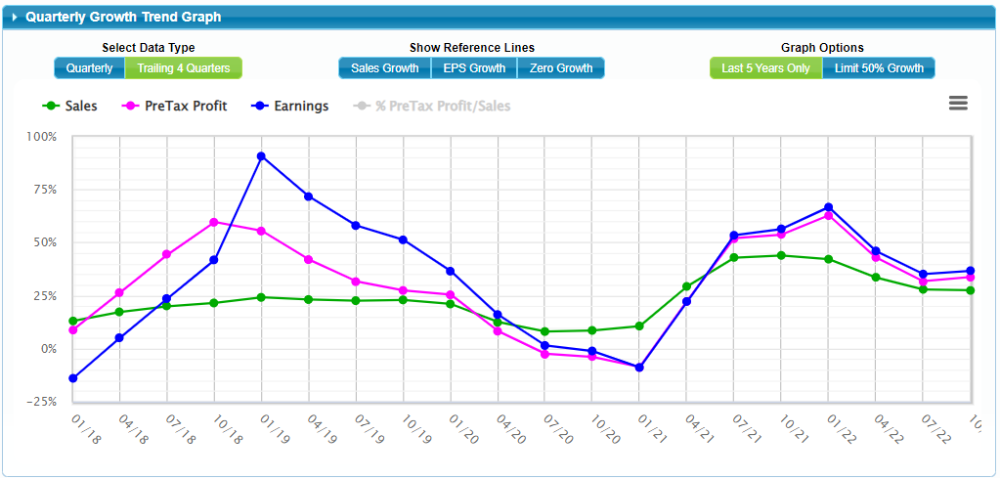 Quarterly Growth Trend Graph
Select Data Type
Show Reference Lines
Graph Options
Quarterly Trailing 4 Quarters
Sales Growth EPS Growth Zero Growth
Last 5 Years Only Limit 50% Growth
Sales PreTax Profit Earnings % PreTax Profit/Sales
100%
75%
50%
25%
0%
-25%
01/18 04/18 07/18 10/18 01/19 04/19 07/19 10/19 01/20 04/20 07/20 10/20 01/21 04/21 07/21 10/21 01/22 04/22 07/22 10.